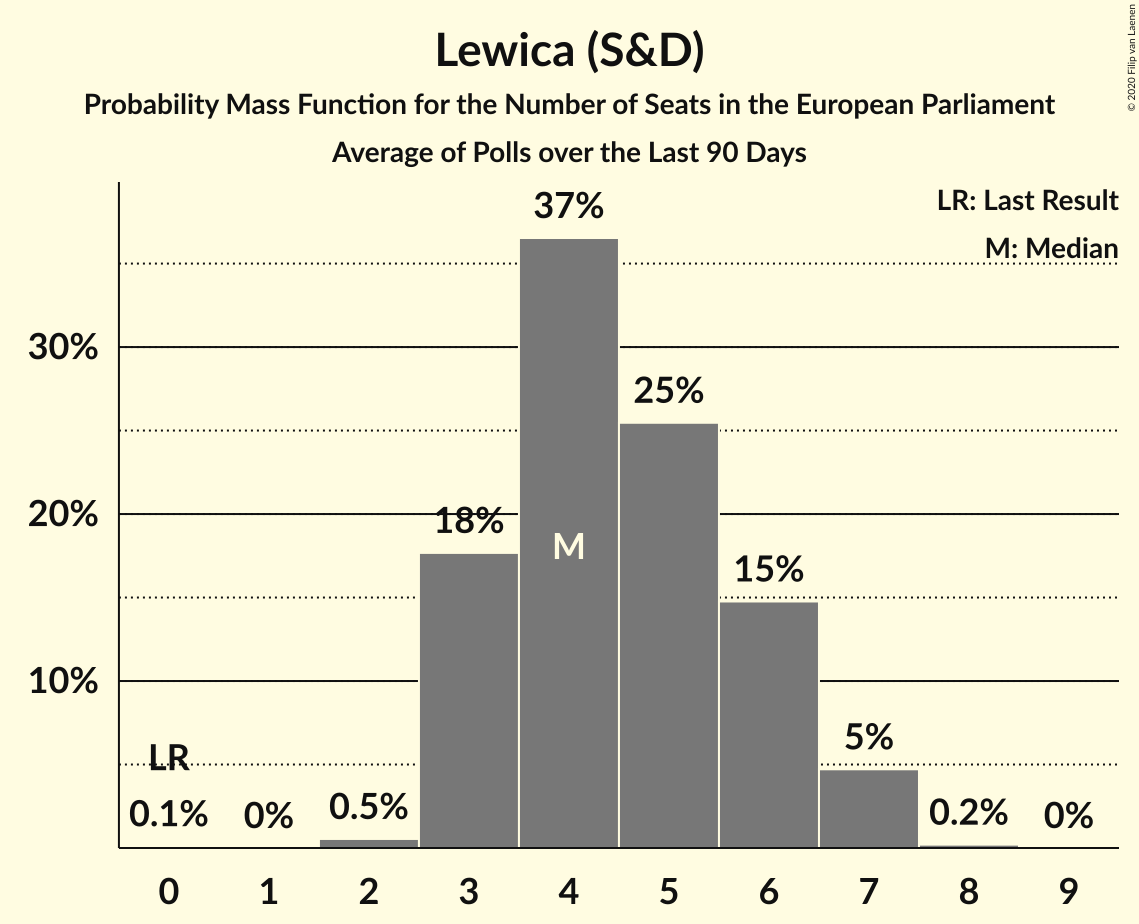 Lewica (S&D)
Probability Mass Function for the Number of Seats in the European Parliament
Average of Polls over the Last 90 Days
© 2020 Filip van Laenen
LR: Last Result
M: Median
37%
30%
25%
20%
18%
M
15%
10%
5%
LR
0.1%
0%
0.5%
0.2%
0%
0 1 2 3 4 5 6 7 8 9